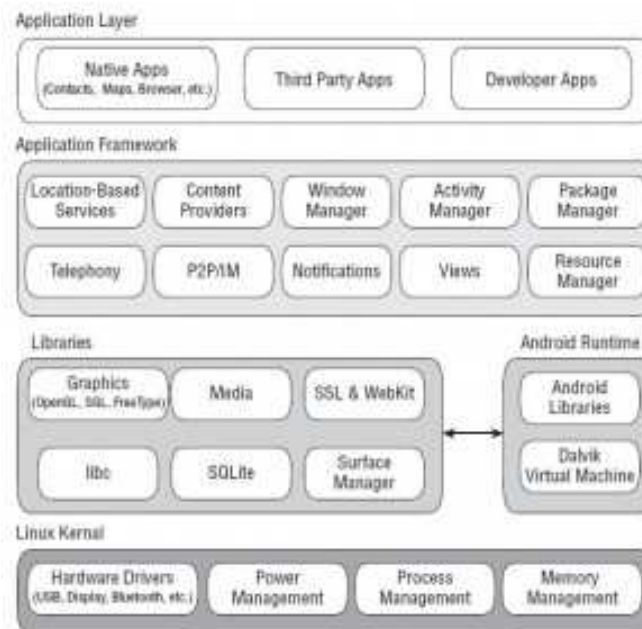 Application Layer
Native Apps
(Contacts, Maps, Browser, etc.)
Third Party Apps
Developer Apps
Application Framework
Location-Based
Services
Content
Providers
Window
Manager
Activity
Manager
Package
Manager
Telephony
P2P/IM
Notifications
Views
Resource
Manager
Libraries
Graphics
(OpenGL, SGL, FreeType)
Media
SSL & WebKit
libc
SQLite
Surface
Manager
Android Runtime
Android
Libraries
Dalvik
Virtual Machine
Linux Kernal
Hardware Drivers
(USB, Display, Bluetooth, etc.)
Power
Management
Process
Management
Memory
Management